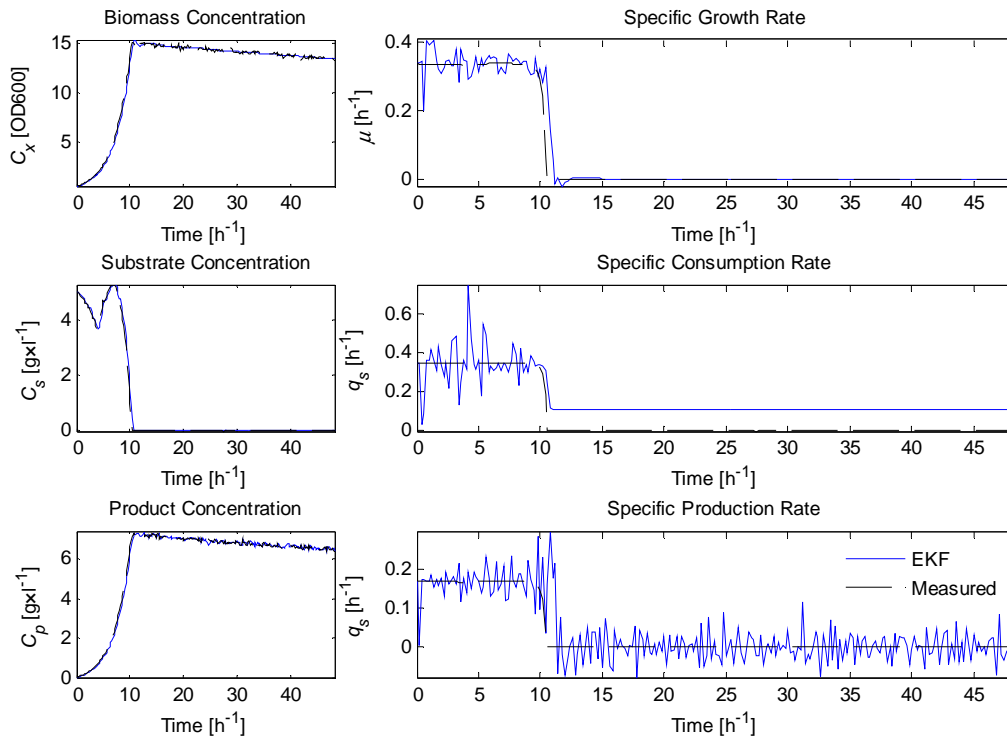 Biomass Concentration
C_x [OD600]
15
10
5
0 10 20 30 40
Time [h^-1]
Specific Growth Rate
μ [h^-1]
0.4
0.2
0
0 5 10 15 20 25 30 35 40 45
Time [h^-1]
Substrate Concentration
C_s [g×l^-1]
4
2
0
0 10 20 30 40
Time [h^-1]
Specific Consumption Rate
q_s [h^-1]
0.6
0.4
0.2
0
0 5 10 15 20 25 30 35 40 45
Time [h^-1]
Product Concentration
C_p [g×l^-1]
6
4
2
0
0 10 20 30 40
Time [h^-1]
Specific Production Rate
q_s [h^-1]
0.2
0.1
0
EKF
Measured
0 5 10 15 20 25 30 35 40 45
Time [h^-1]